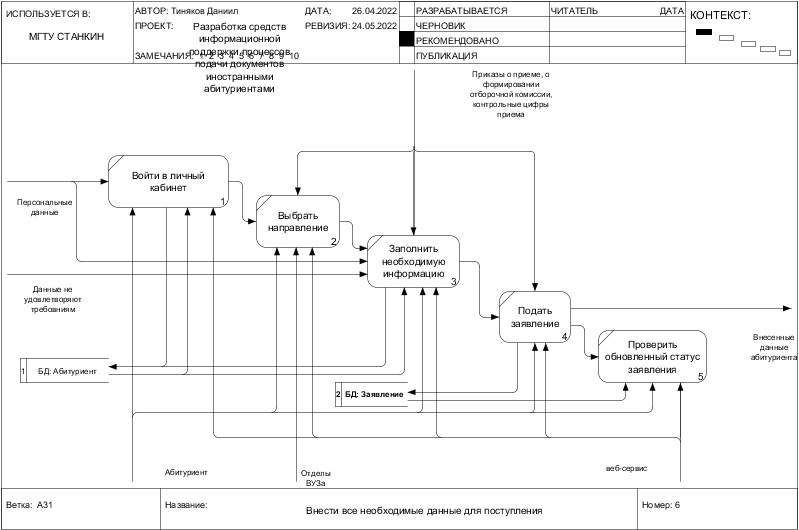 ИСПОЛЬЗУЕТСЯ В:
МГТУ СТАНКИН
АВТОР: Тиняков Даниил
ДАТА: 26.04.2022
ПРОЕКТ:
Разработка средств
информационной
поддержки процессов
подачи документов
иностранными
абитуриентами
РЕВИЗИЯ: 24.05.2022
ЗАМЕЧАНИЯ: 1 2 3 4 5 6 7 8 9 10
РАЗРАБАТЫВАЕТСЯ
ЧЕРНОВИК
РЕКОМЕНДОВАНО
ПУБЛИКАЦИЯ
ЧИТАТЕЛЬ
ДАТА
КОНТЕКСТ:
Приказы о приеме, о
формировании
отборочной комиссии,
контрольные цифры
приема
Войти в личный
кабинет
1
Персональные
данные
Выбрать
направление
2
Заполнить
необходимую
информацию
3
Данные не
удовлетворяют
требовниям
Подать
заявление
4
Проверить
обновленный статус
заявления
5
Внесенные
данные
абитуриента
1 БД: Абитуриент
2 БД: Заявление
Абитуриент
Отделы
ВУЗа
веб-сервис
Ветка: А31
Название:
Внести все необходимые данные для поступления
Номер: 6